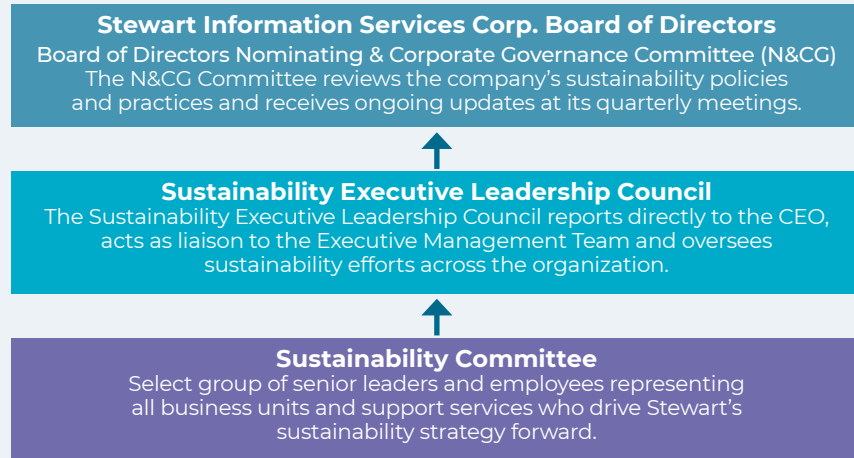 Stewart Information Services Corp. Board of Directors
Board of Directors Nominating & Corporate Governance Committee (N&CG)
The N&CG Committee reviews the company’s sustainability policies
and practices and receives ongoing updates at its quarterly meetings.
Sustainability Executive Leadership Council
The Sustainability Executive Leadership Council reports directly to the CEO,
acts as liaison to the Executive Management Team and oversees
sustainability efforts across the organization.
Sustainability Committee
Select group of senior leaders and employees representing
all business units and support services who drive Stewart’s
sustainability strategy forward.